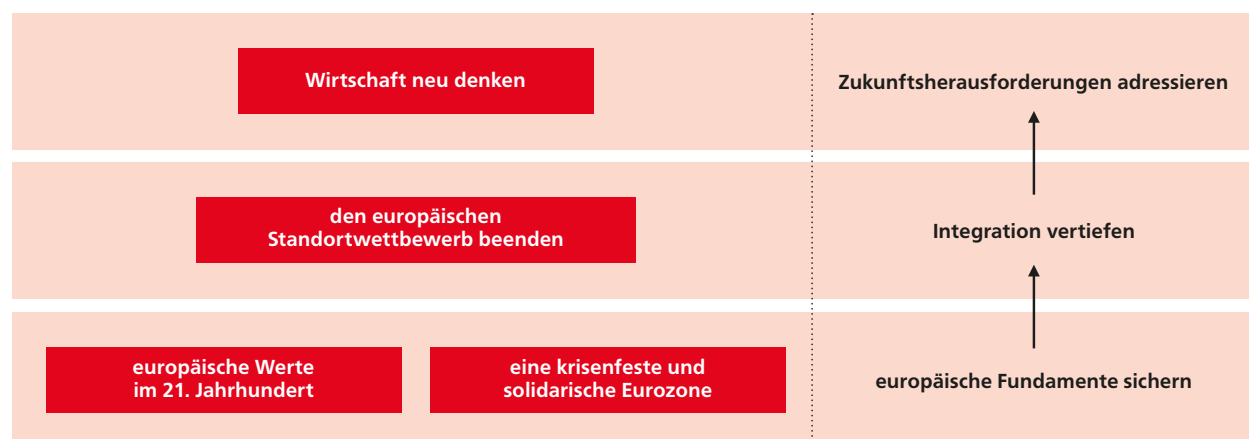 Wirtschaft neu denken
Zukunftsherausforderungen adressieren
den europäischen
Standortwettbewerb beenden
Integration vertiefen
europäische Werte
im 21. Jahrhundert
eine krisenfeste und
solidarische Eurozone
europäische Fundamente sichern